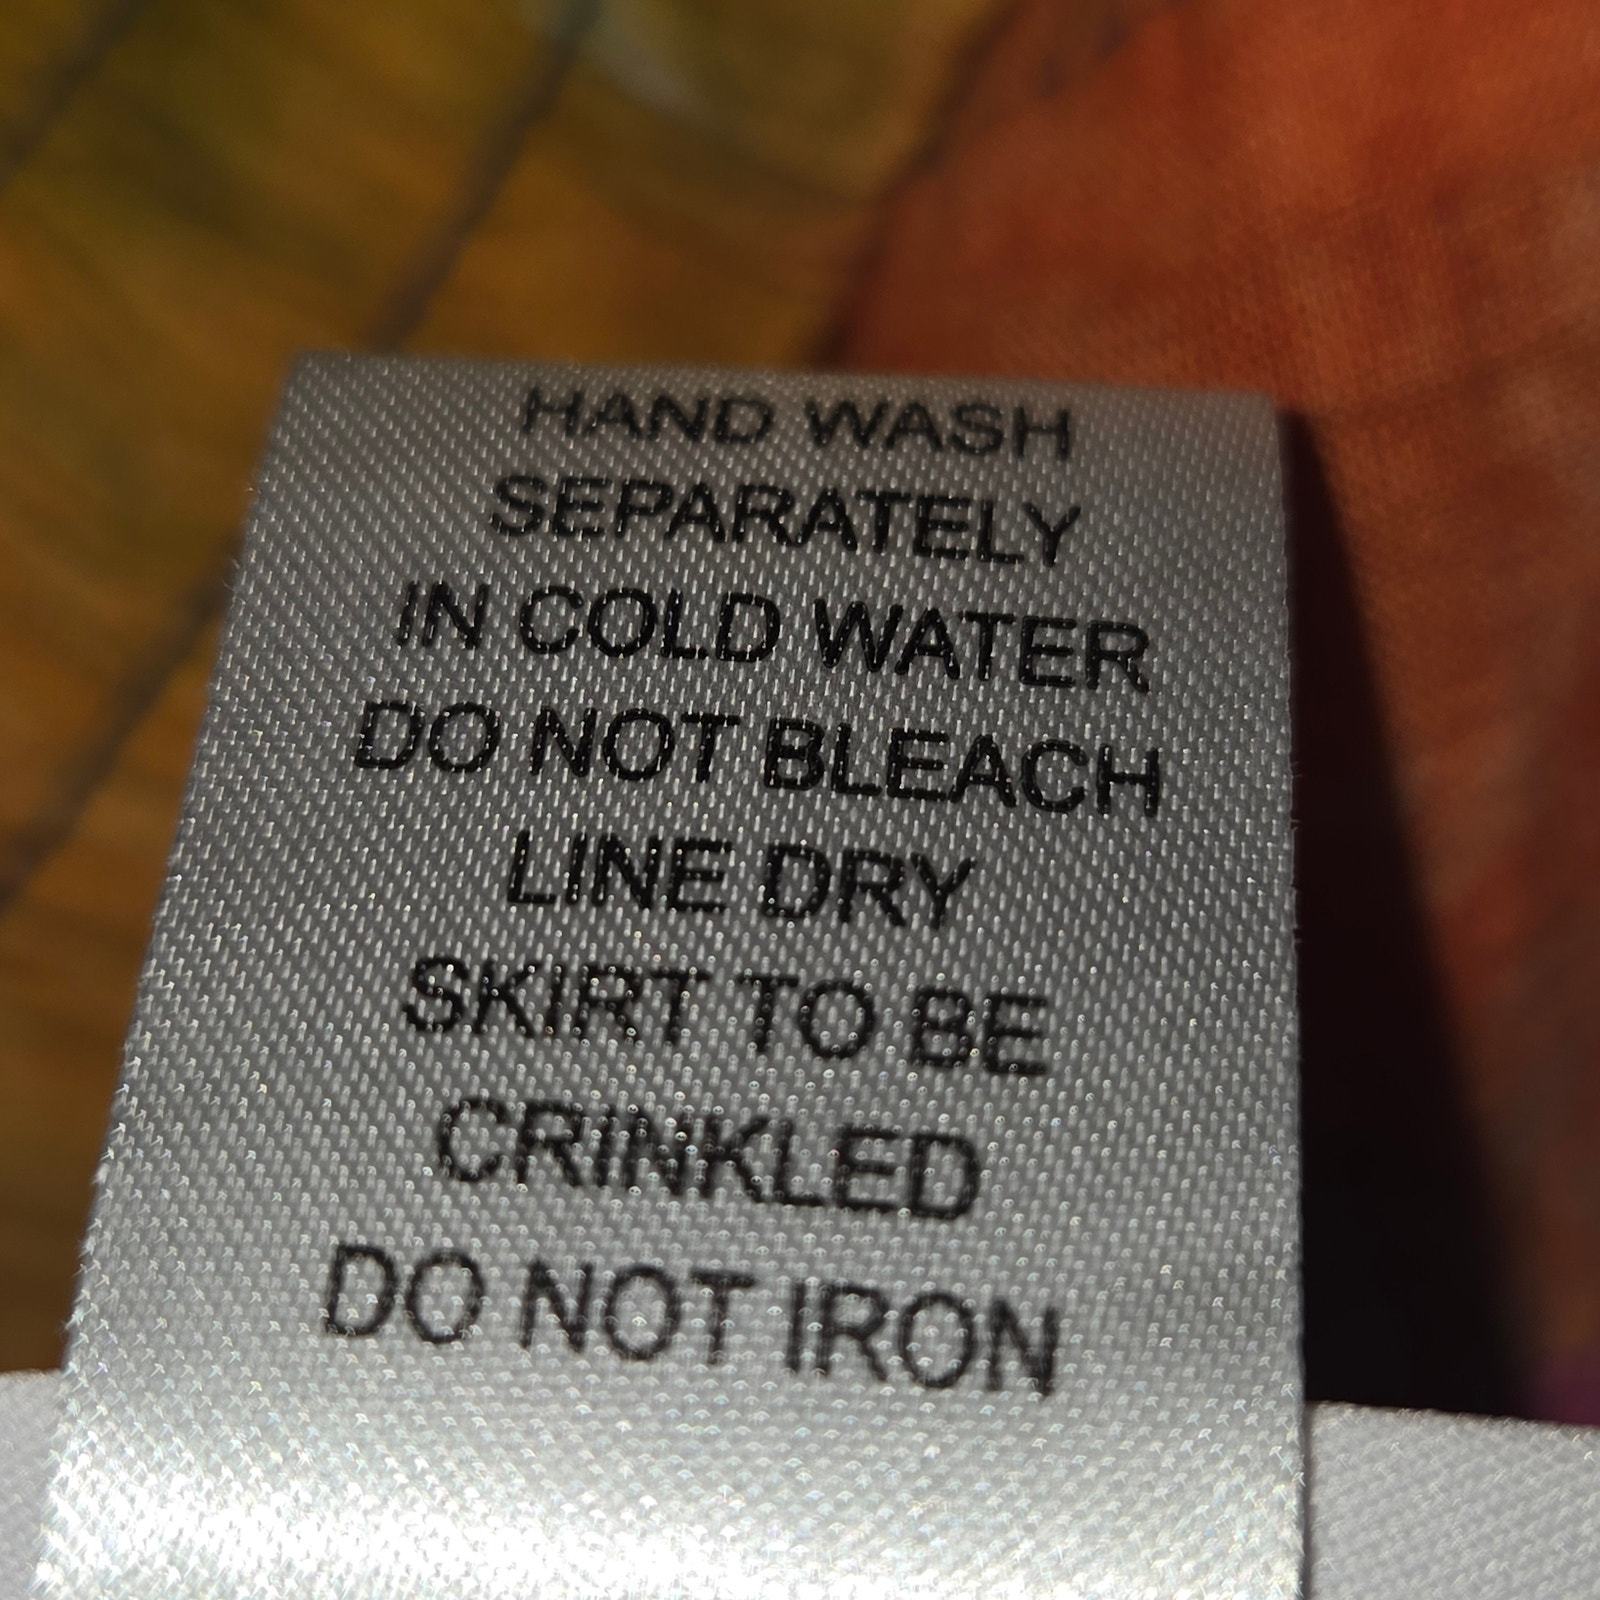 HAND WASH
SEPARATELY
IN COLD WATER
DO NOT BLEACH
LINE DRY
SKIRT TO BE
CRINKLED
DO NOT IRON